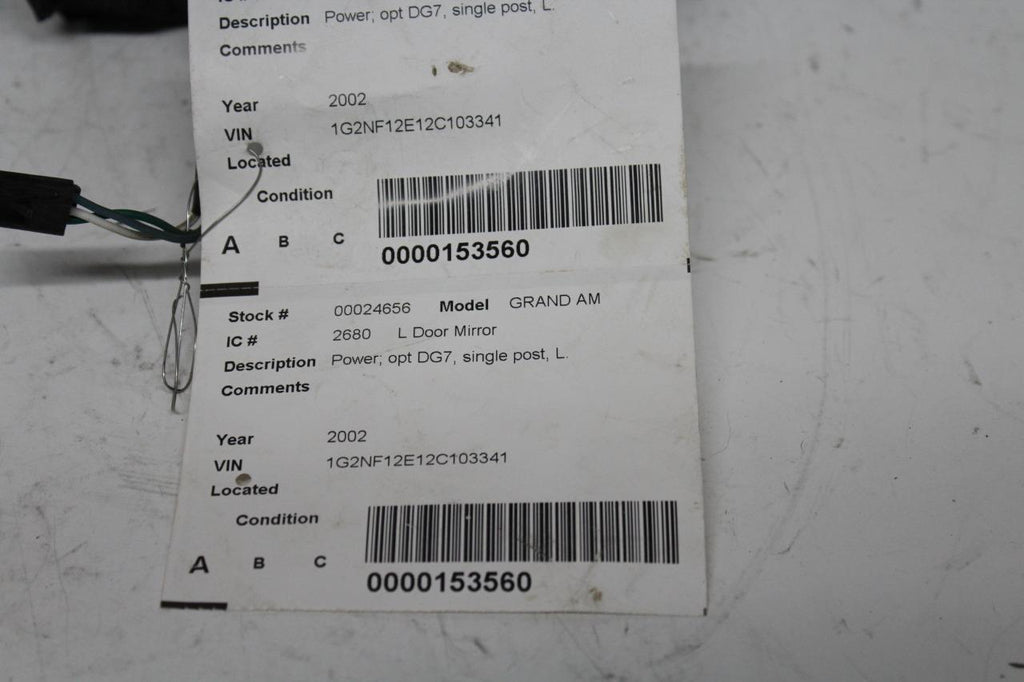 Description Power; opt DG7, single post, L.
Comments
Year 2002
VIN 1G2NF12E12C103341
Located
Condition
A B C
0000153560
Stock # 00024656 Model GRAND AM
IC # 2680 L Door Mirror
Description Power; opt DG7, single post, L.
Comments
Year 2002
VIN 1G2NF12E12C103341
Located
Condition
A B C
0000153560